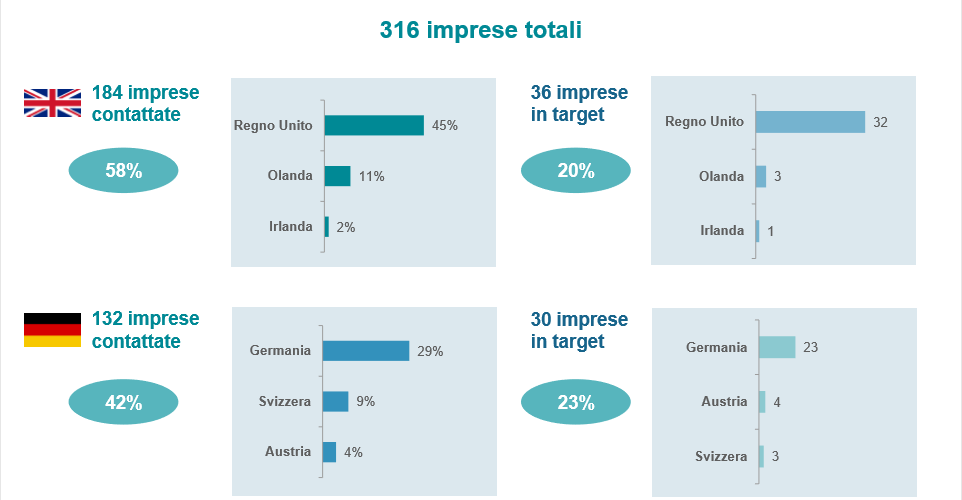 316 imprese totali
184 imprese
contattate
58%
Regno Unito 45%
Olanda 11%
Irlanda 2%
36 imprese
in target
20%
Regno Unito 32
Olanda 3
Irlanda 1
132 imprese
contattate
42%
Germania 29%
Svizzera 9%
Austria 4%
30 imprese
in target
23%
Germania 23
Austria 4
Svizzera 3